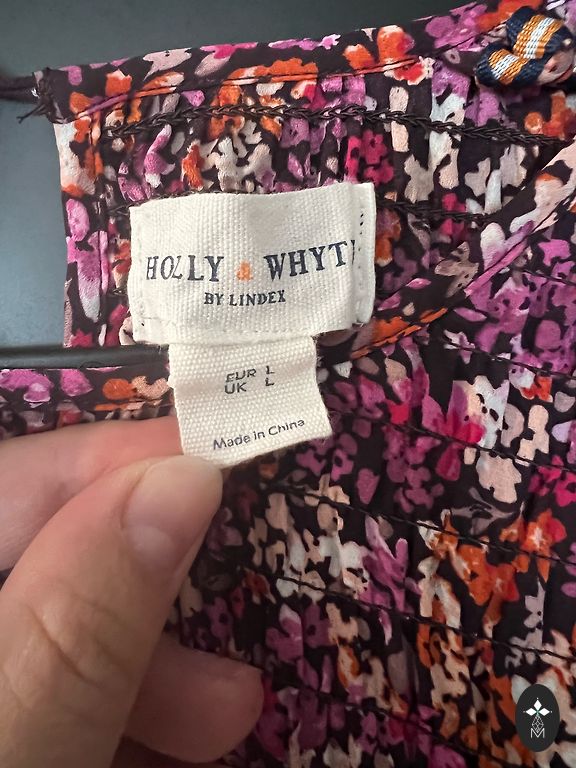 HOLLY & WHYT
BY LINDEX
EUR L
UK L
Made in China
M